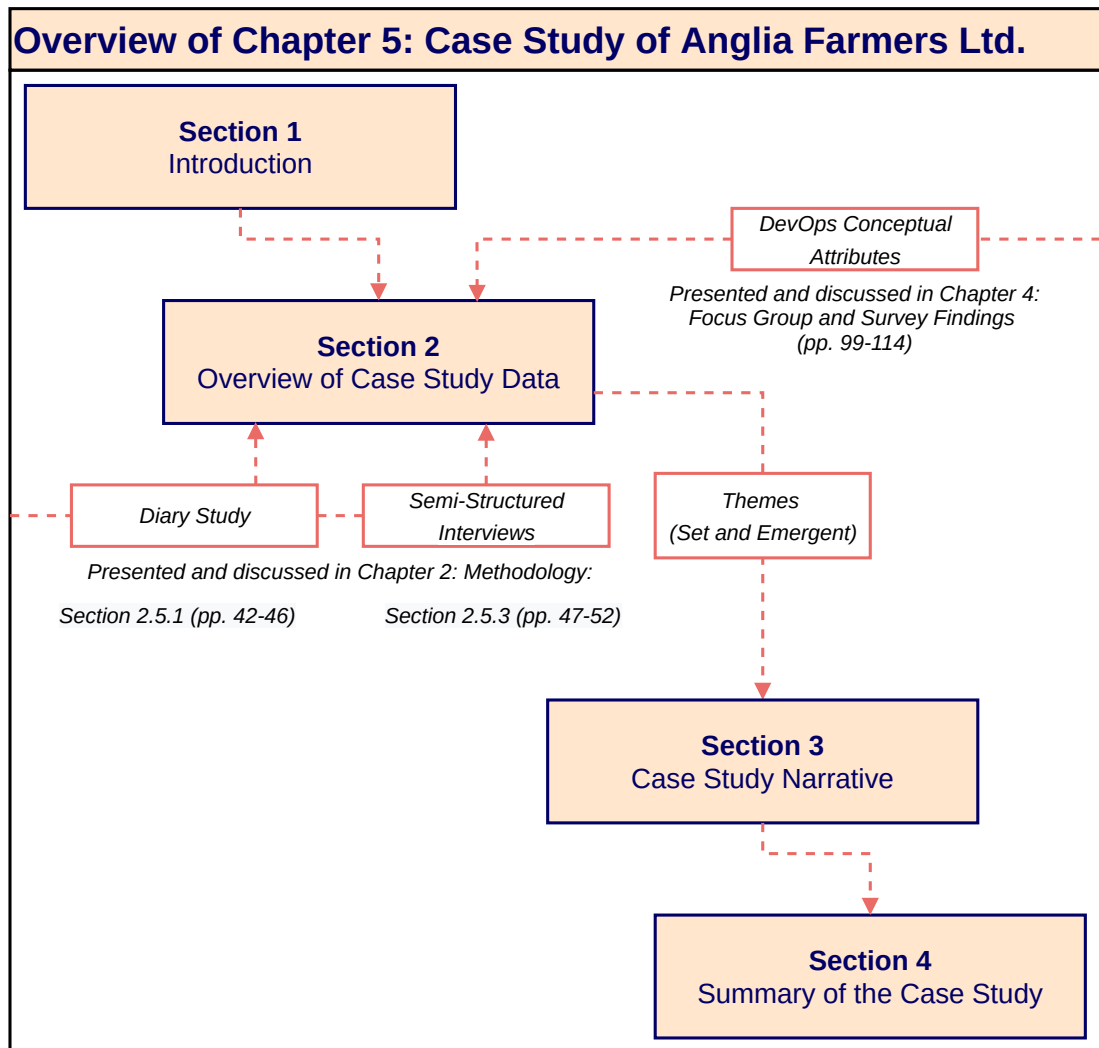 Overview of Chapter 5: Case Study of Anglia Farmers Ltd.
Section 1
Introduction
DevOps Conceptual
Attributes
Presented and discussed in Chapter 4:
Focus Group and Survey Findings
(pp. 99-114)
Section 2
Overview of Case Study Data
Diary Study
Semi-Structured
Interviews
Themes
(Set and Emergent)
Presented and discussed in Chapter 2: Methodology:
Section 2.5.1 (pp. 42-46)
Section 2.5.3 (pp. 47-52)
Section 3
Case Study Narrative
Section 4
Summary of the Case Study